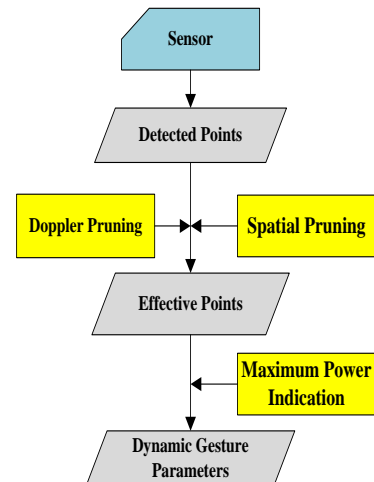 Sensor
Detected Points
Doppler Pruning
Spatial Pruning
Effective Points
Maximum Power
Indication
Dynamic Gesture
Parameters